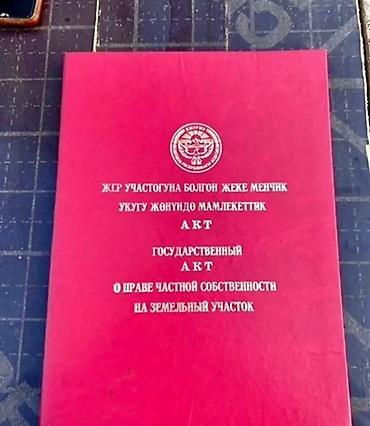 ЖЕР УЧАСТОГУНА БОЛГОН ЖЕКЕ МЕНЧИК
УКУГУ ЖӨНҮНДӨ МАМЛЕКЕТТИК
АКТ
ГОСУДАРСТВЕННЫЙ
АКТ
О ПРАВЕ ЧАСТНОЙ СОБСТВЕННОСТИ
НА ЗЕМЕЛЬНЫЙ УЧАСТОК